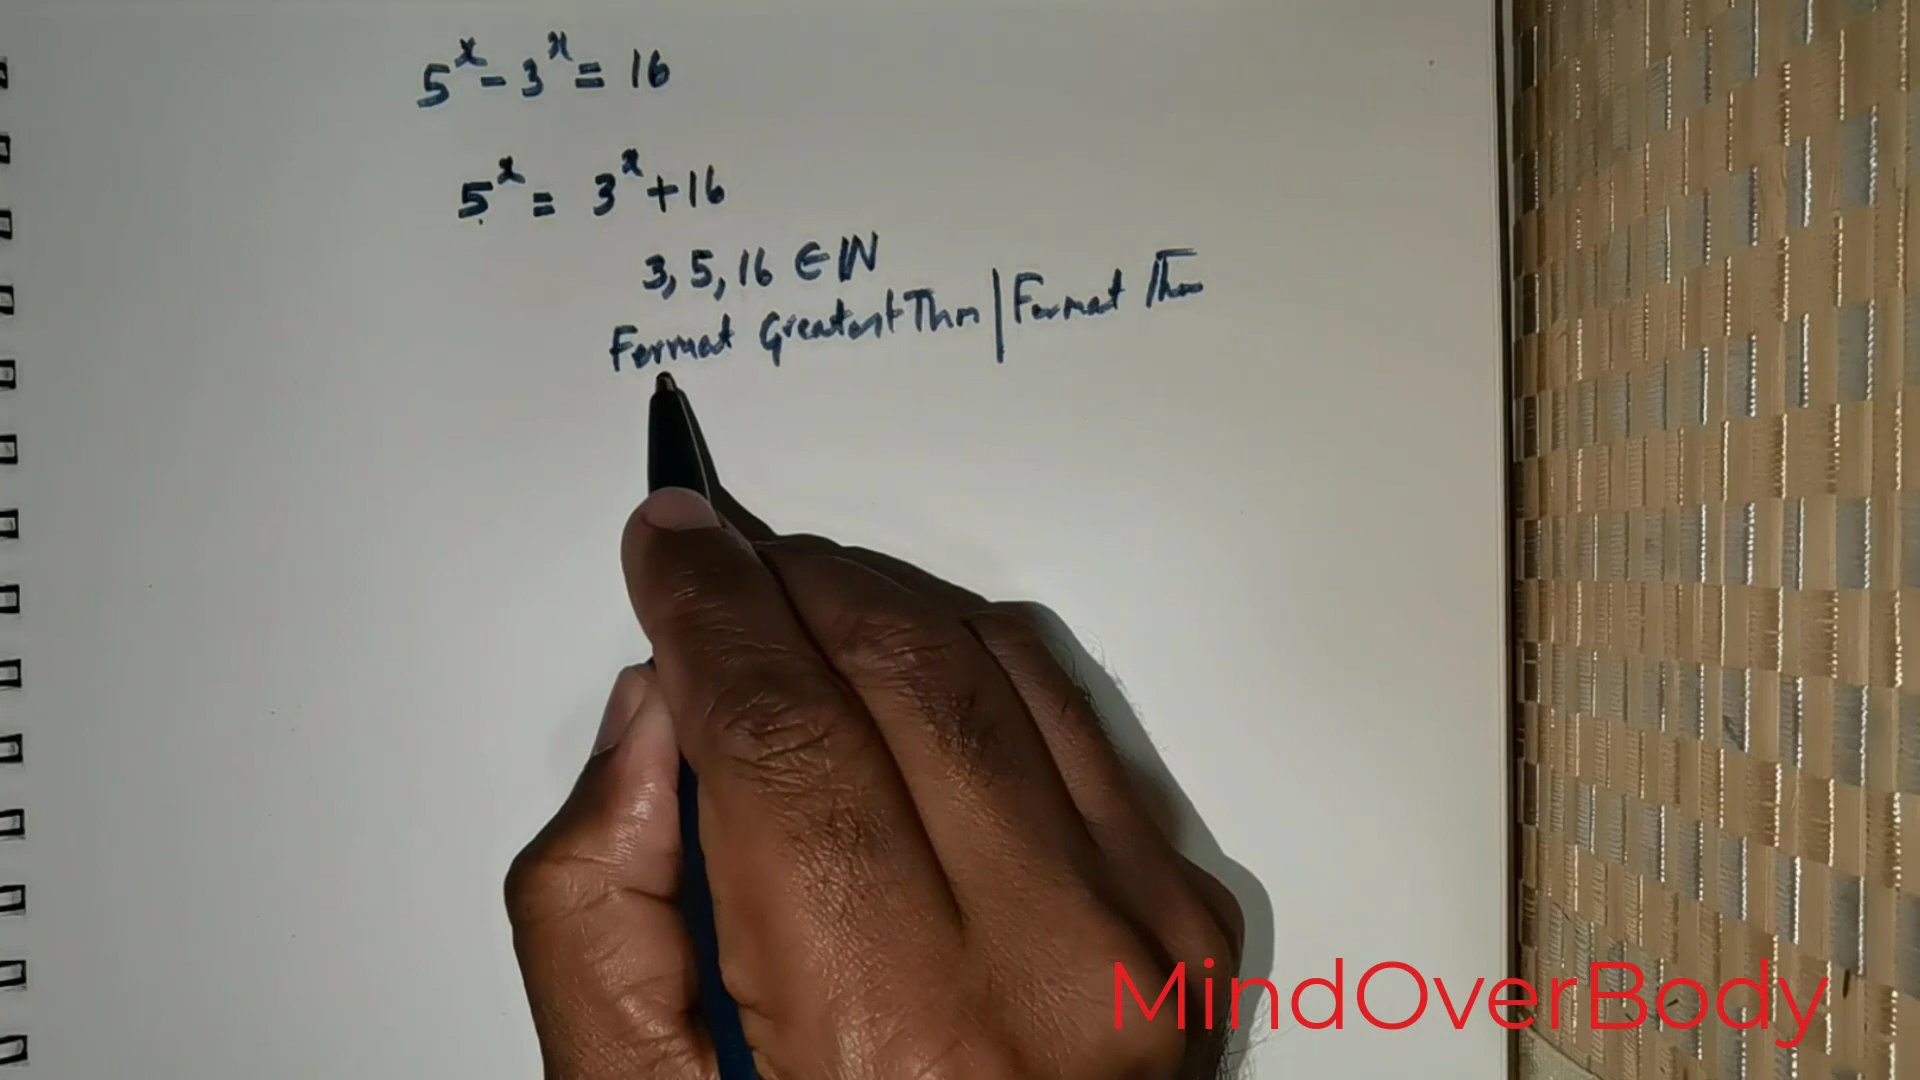 5^x - 3^x = 16
5^x = 3^x + 16
3, 5, 16 ∈ ℕ
Fermat Greatest Thm | Fermat Thm
MindOverBody